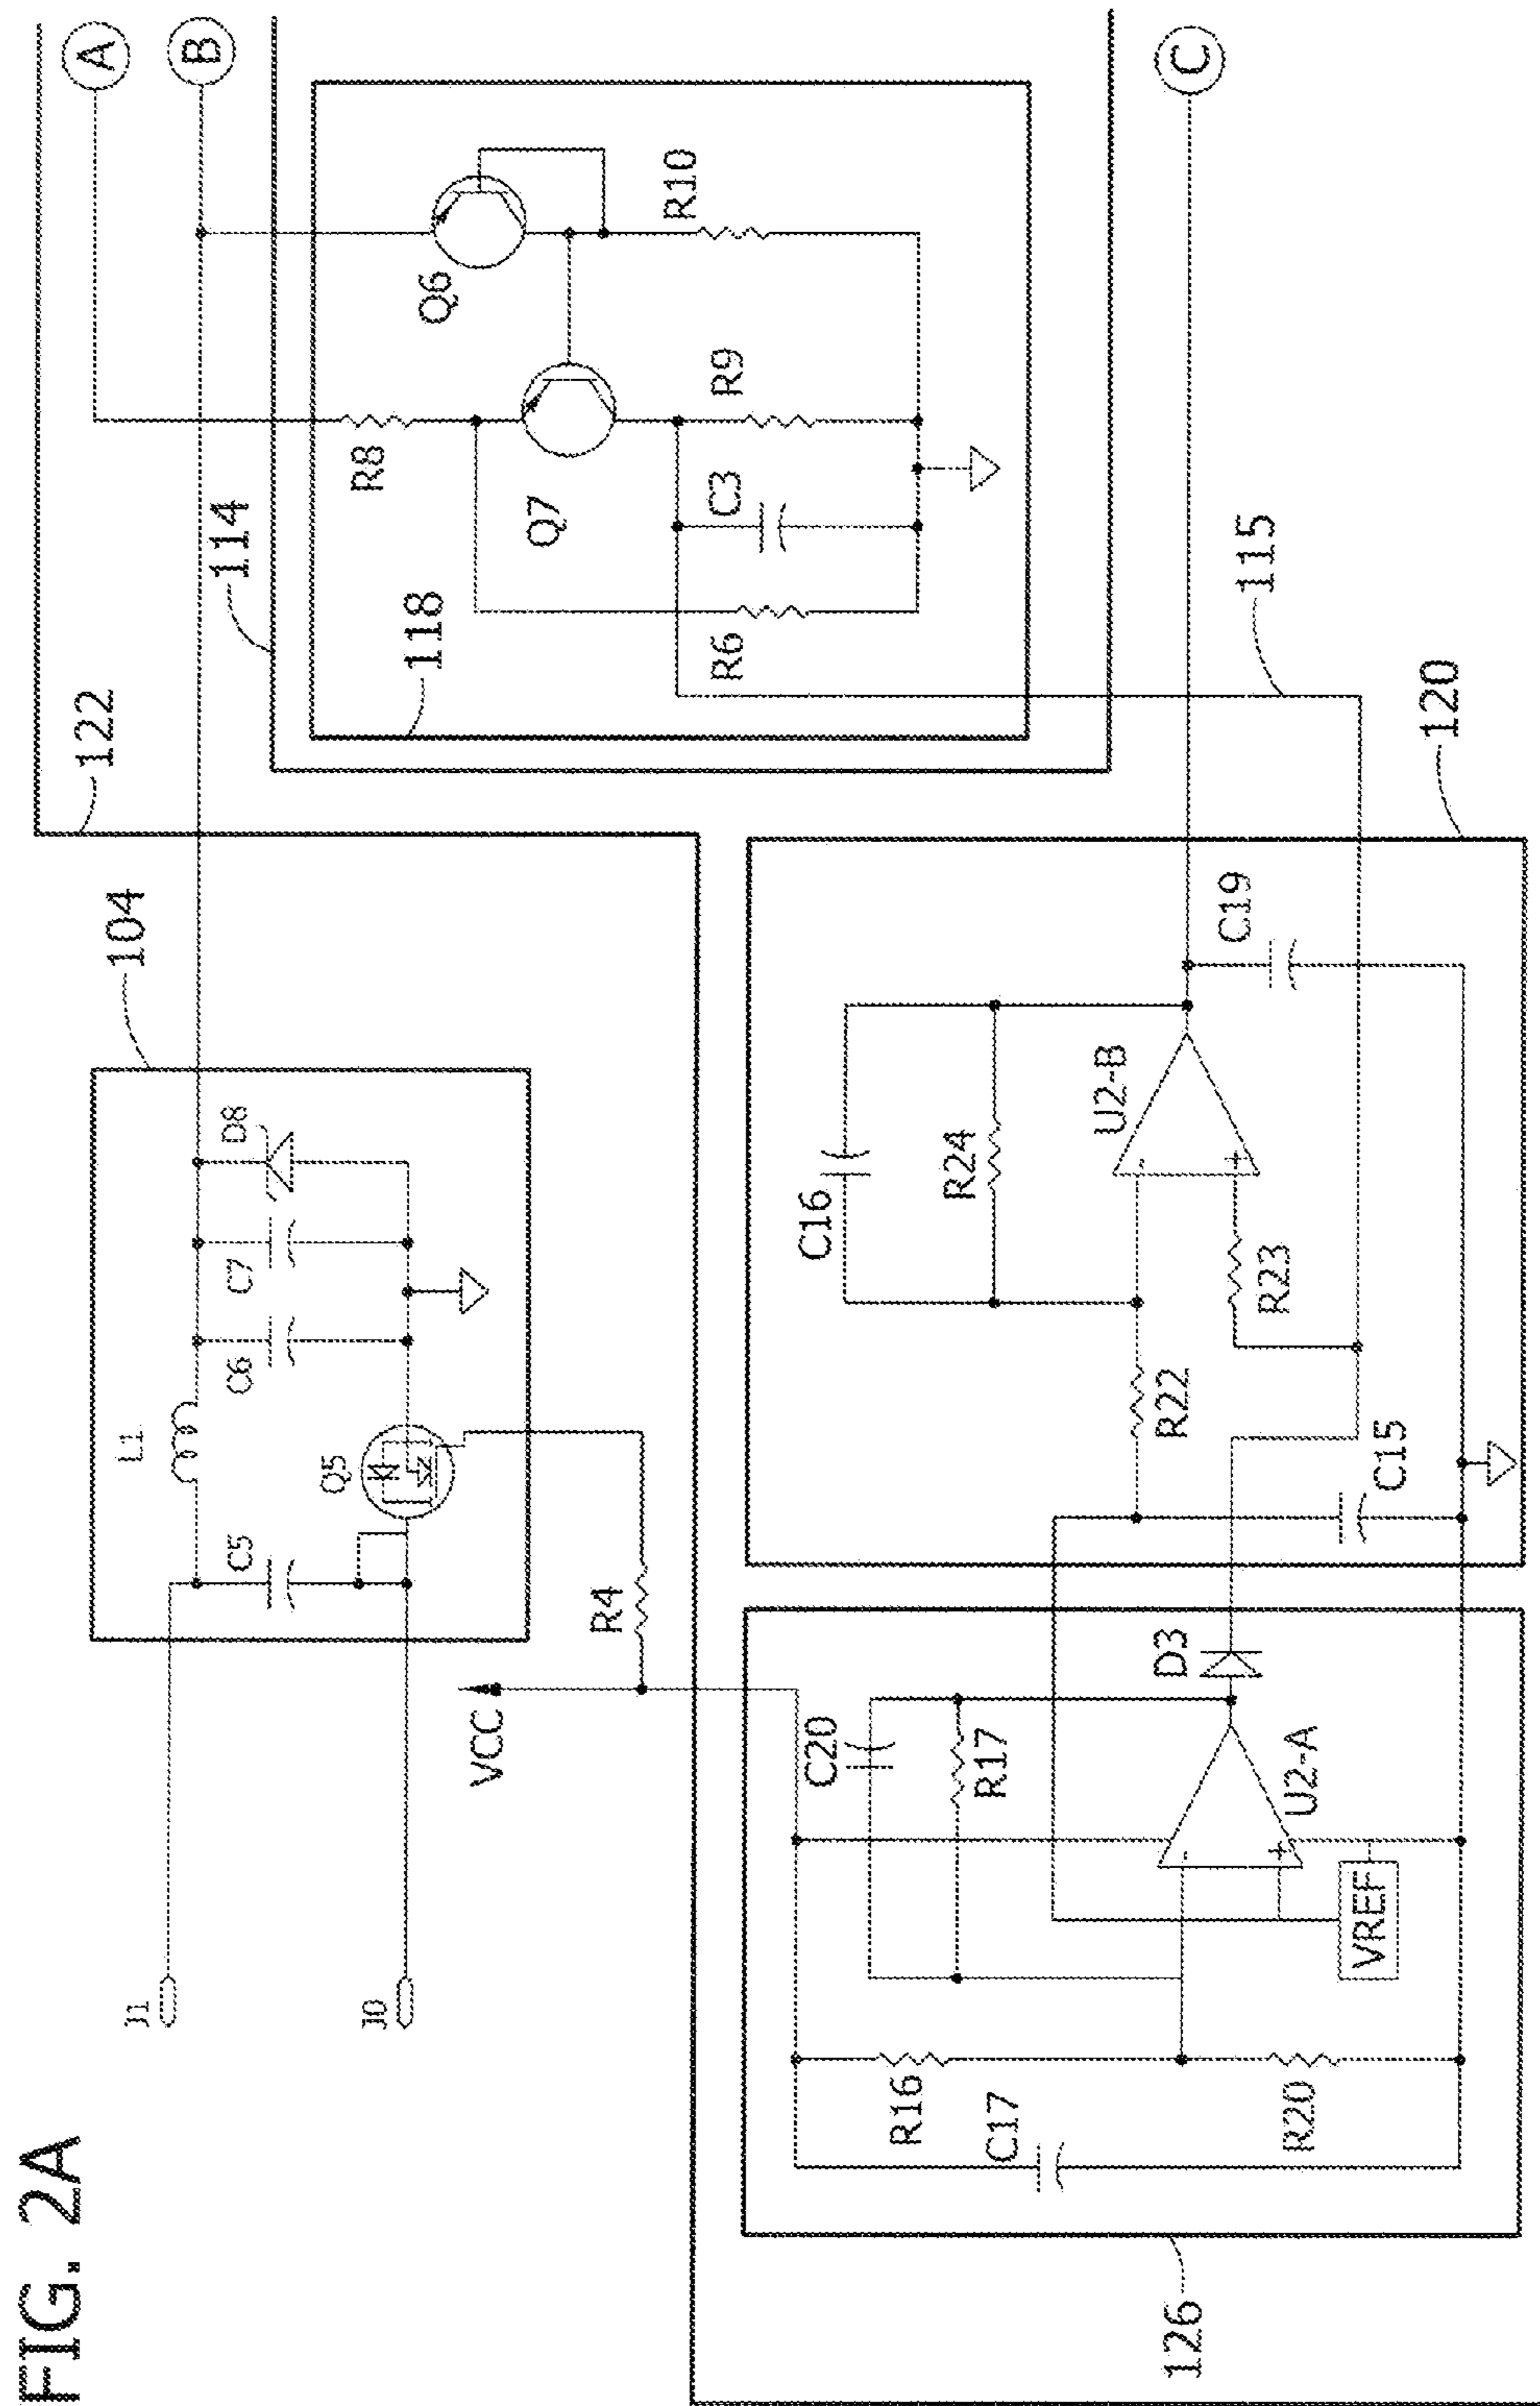 FIG. 2A
J1
J0
L1
C5
C6
C7
D8
Q5
104
R4
VCC
122
114
118
A
B
C
Q6
Q7
R8
R10
R9
C3
R6
115
120
C16
R24
U2-B
-
+
R22
R23
C15
C19
126
C20
R17
D3
U2-A
-
+
R16
C17
R20
VREF